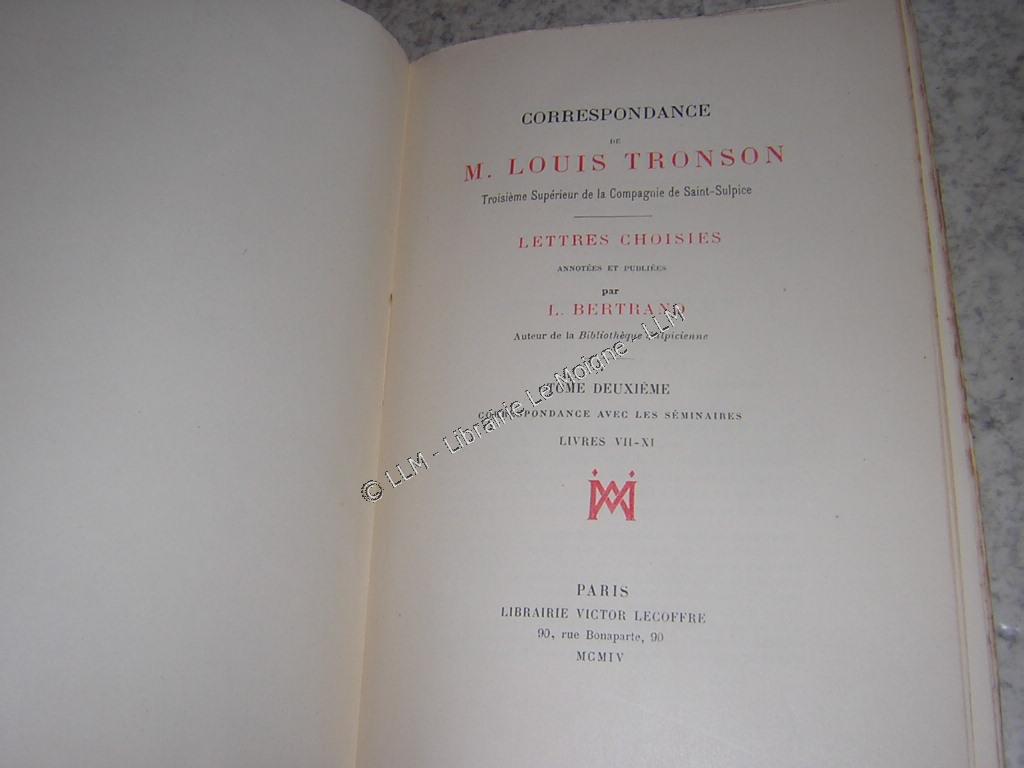 CORRESPONDANCE
DE
M. LOUIS TRONSON
Troisième Supérieur de la Compagnie de Saint-Sulpice
LETTRES CHOISIES
ANNOTÉES ET PUBLIÉES
par
L. BERTRAND
Auteur de la Bibliothèque Sulpicienne
TOME DEUXIÈME
CORRESPONDANCE AVEC LES SÉMINAIRES
LIVRES VII-XI
PARIS
LIBRAIRIE VICTOR LECOFFRE
90, rue Bonaparte, 90
MCMIV
© LLM - Librairie Le Moigne - LLM